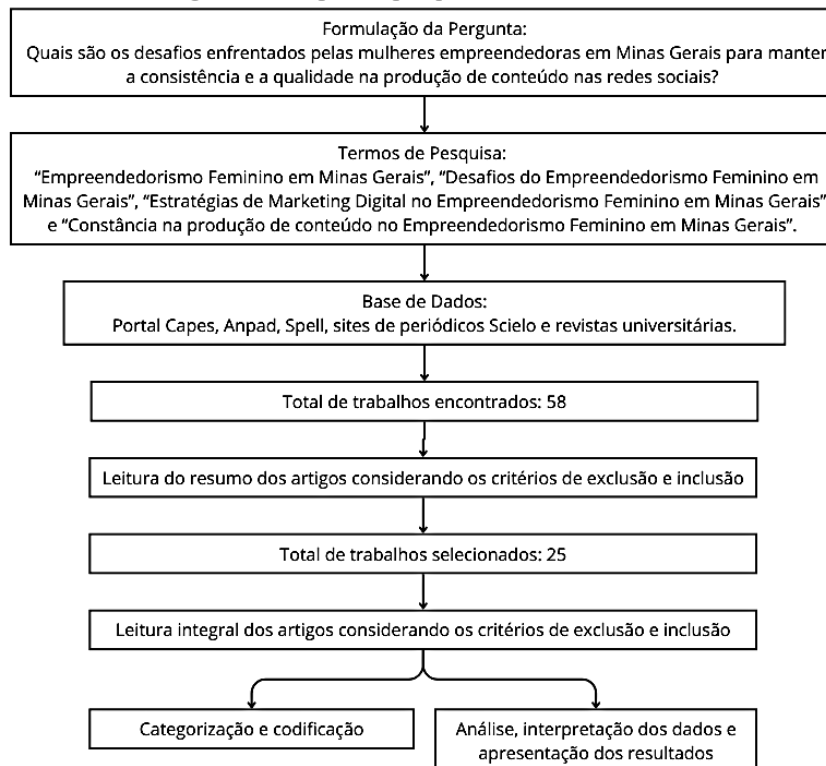 Formulação da Pergunta:
Quais são os desafios enfrentados pelas mulheres empreendedoras em Minas Gerais para manter
a consistência e a qualidade na produção de conteúdo nas redes sociais?
Termos de Pesquisa:
“Empreendedorismo Feminino em Minas Gerais”, “Desafios do Empreendedorismo Feminino em
Minas Gerais”, “Estratégias de Marketing Digital no Empreendedorismo Feminino em Minas Gerais”
e “Constância na produção de conteúdo no Empreendedorismo Feminino em Minas Gerais”.
Base de Dados:
Portal Capes, Anpad, Spell, sites de periódicos Scielo e revistas universitárias.
Total de trabalhos encontrados: 58
Leitura do resumo dos artigos considerando os critérios de exclusão e inclusão
Total de trabalhos selecionados: 25
Leitura integral dos artigos considerando os critérios de exclusão e inclusão
Categorização e codificação
Análise, interpretação dos dados e
apresentação dos resultados